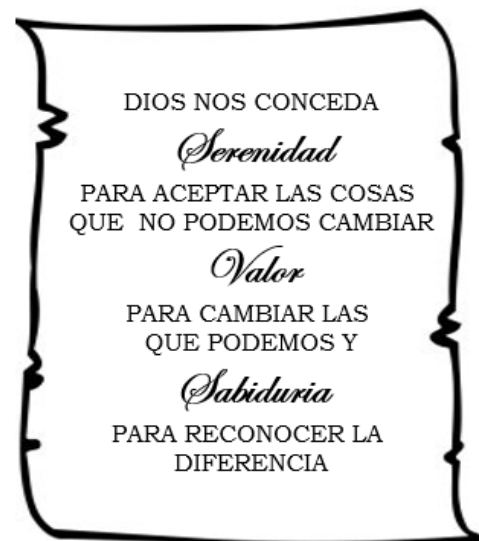 DIOS NOS CONCEDA
Serenidad
PARA ACEPTAR LAS COSAS
QUE NO PODEMOS CAMBIAR
Valor
PARA CAMBIAR LAS
QUE PODEMOS Y
Sabiduria
PARA RECONOCER LA
DIFERENCIA